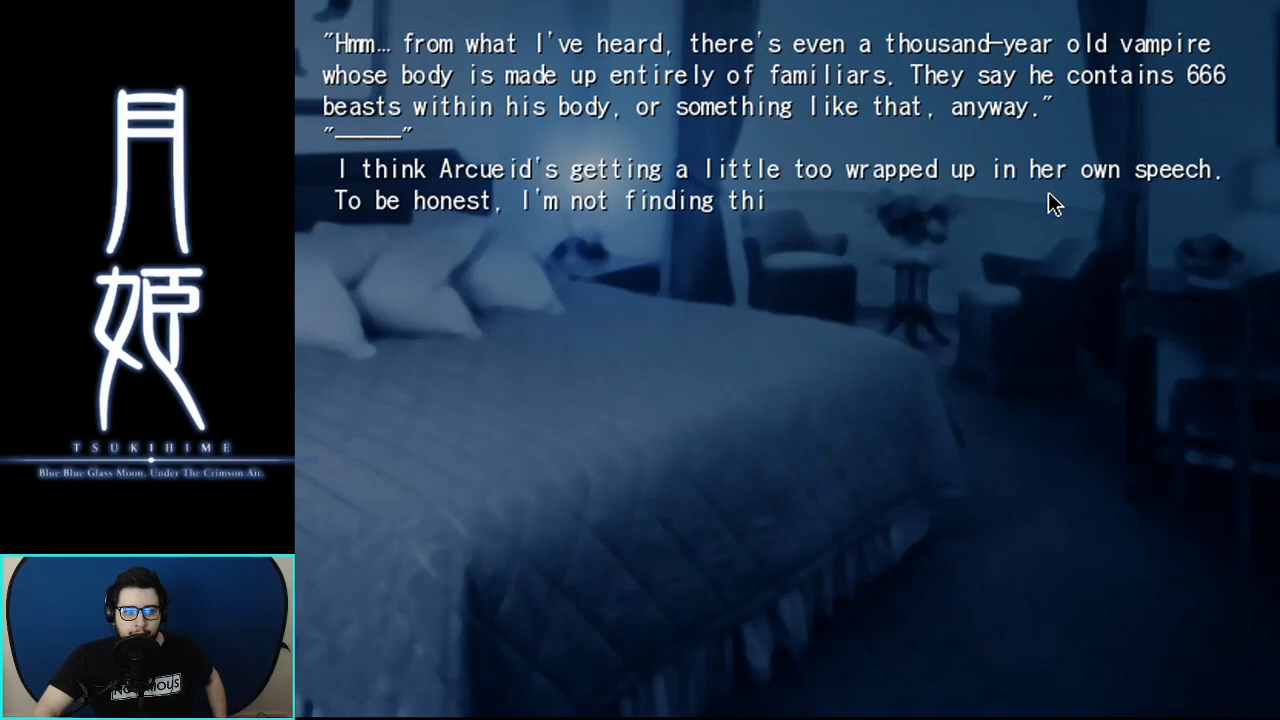 "Hmm… from what I've heard, there's even a thousand—year old vampire
whose body is made up entirely of familiars. They say he contains 666
beasts within his body, or something like that, anyway."
"―――――"
I think Arcueid's getting a little too wrapped up in her own speech.
To be honest, I'm not finding thi
月
姫
TSUKIHIME
Blue Blue Glass Moon, Under The Crimson Air.